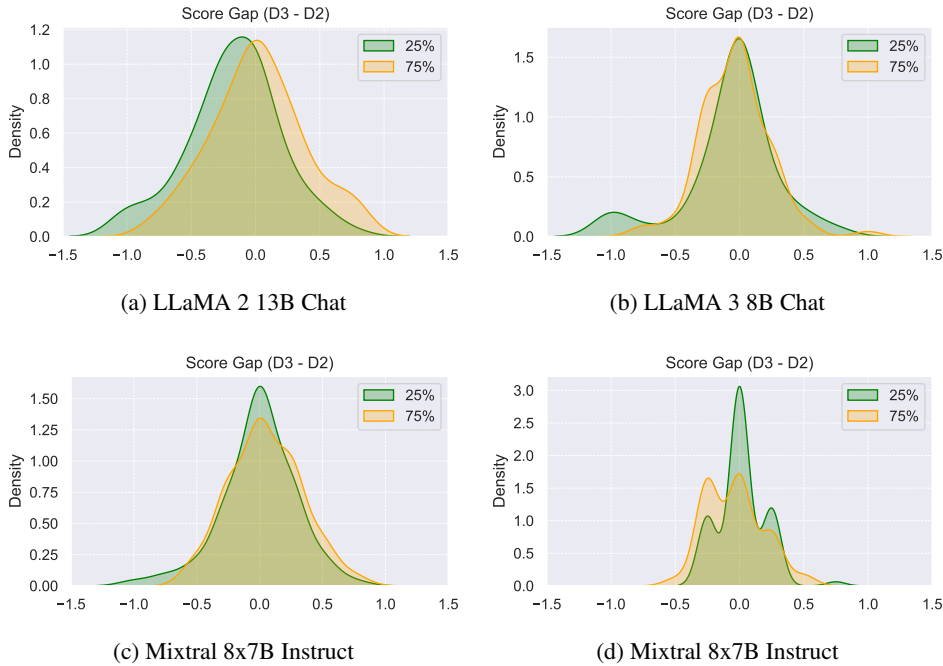 Score Gap (D3 - D2)
1.2
1.0
0.8
0.6
0.4
0.2
0.0
Density
25%
75%
−1.5 −1.0 −0.5 0.0 0.5 1.0 1.5
(a) LLaMA 2 13B Chat
Score Gap (D3 - D2)
1.5
1.0
0.5
0.0
Density
25%
75%
−1.5 −1.0 −0.5 0.0 0.5 1.0 1.5
(b) LLaMA 3 8B Chat
Score Gap (D3 - D2)
1.50
1.25
1.00
0.75
0.50
0.25
0.00
Density
25%
75%
−1.5 −1.0 −0.5 0.0 0.5 1.0 1.5
(c) Mixtral 8x7B Instruct
Score Gap (D3 - D2)
3.0
2.5
2.0
1.5
1.0
0.5
0.0
Density
25%
75%
−1.5 −1.0 −0.5 0.0 0.5 1.0 1.5
(d) Mixtral 8x7B Instruct